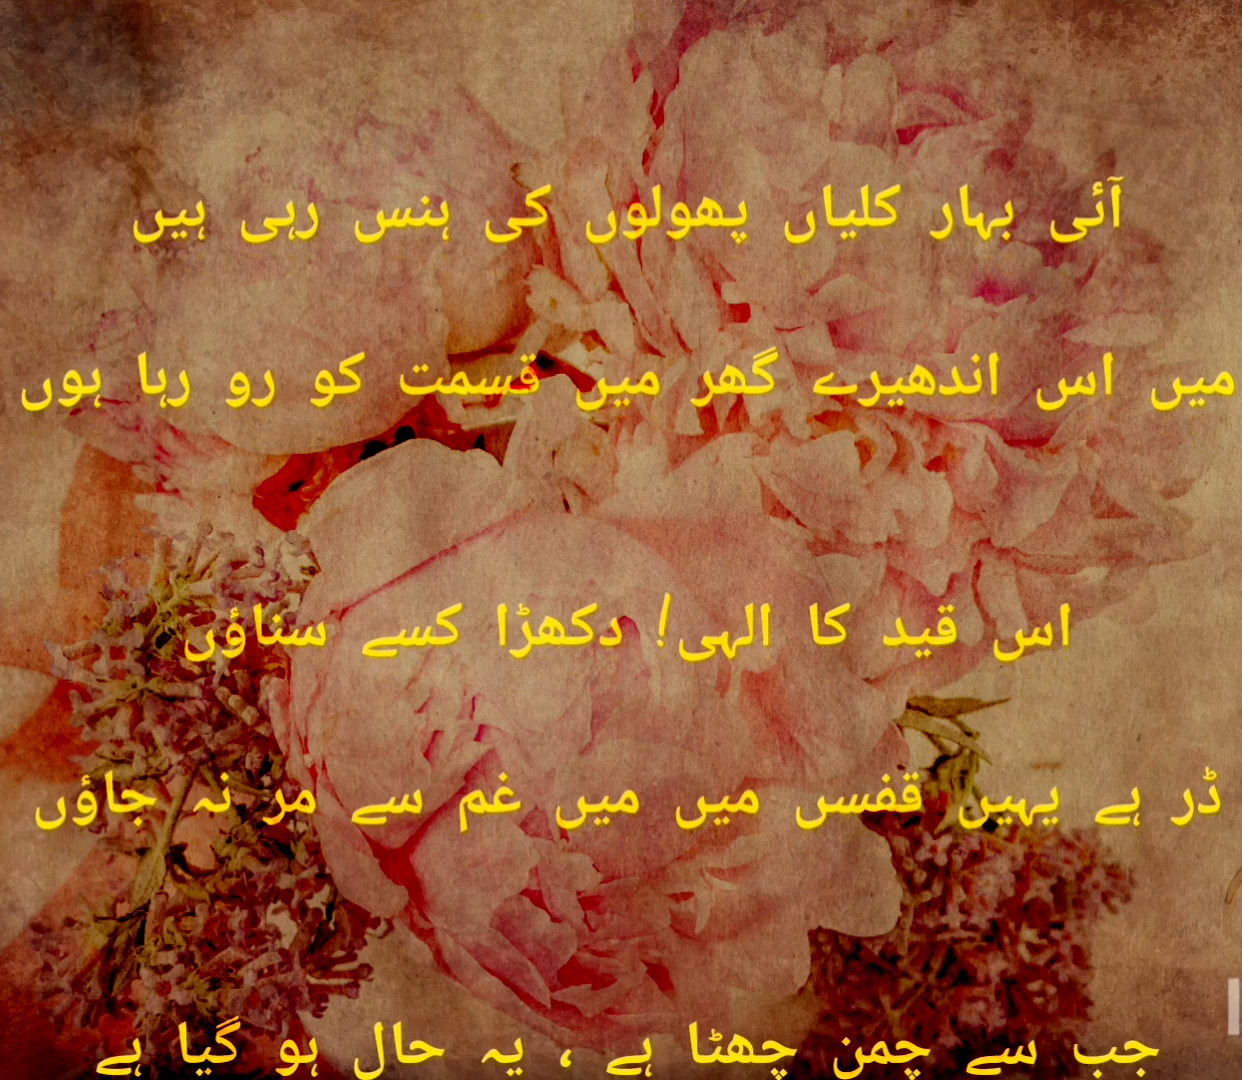 آئی بہار کلیاں پھولوں کی ہنس رہی ہیں
میں اس اندھیرے گھر میں قسمت کو رو رہا ہوں
اس قید کا الہی! دکھڑا کسے سناؤں
ڈر ہے یہیں قفس میں میں غم سے مر نہ جاؤں
جب سے چمن چھٹا ہے ، یہ حال ہو گیا ہے